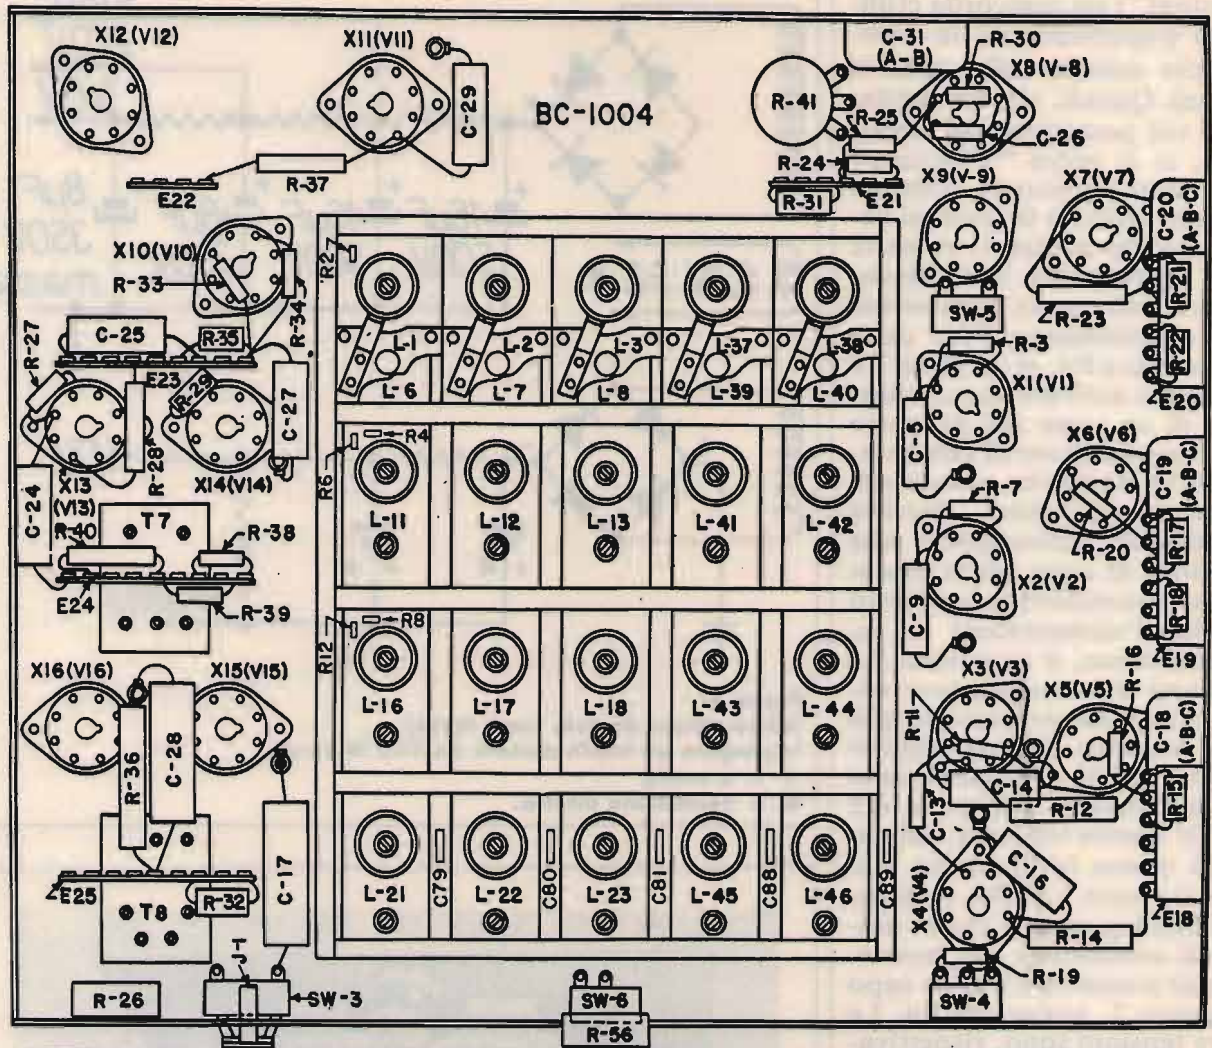 X12(V12)
X11(V11)
C-29
BC-1004
C-31
(A-B)
R-30
X8(V-8)
R-41
R-25
R-24
C-26
R-37
E22
R-31
E21
X9(V-9)
X7(V7)
C-20
(A-B-C)
X10(V10)
R-33
R2
R-21
SW-5
R-23
R-27
C-25
R-35
R-34
L-1
L-2
L-3
L-37
L-38
R-3
R-22
E23
R-29
C-27
L-6
L-7
L-8
L-39
L-40
X1(V1)
E20
C-5
R4
R6
X6(V6)
C-19
(A-B-C)
X13
(V13)
R-28
X14(V14)
C-24
T7
R-40
R-38
L-11
L-12
L-13
L-41
L-42
R-7
R-20
R-17
E24
R-39
X2(V2)
C-9
R-18
R8
R12
E19
X16(V16)
X15(V15)
L-16
L-17
L-18
L-43
L-44
X3(V3)
X5(V5)
R-16
R-11
C-18
(A-B-C)
R-36
C-28
C-14
C-13
R-12
R-15
C-17
C79
C80
C81
C88
C89
C-16
E25
T8
R-32
L-21
L-22
L-23
L-45
L-46
X4(V4)
E18
R-14
J-1
R-19
R-26
SW-3
SW-6
SW-4
R-56